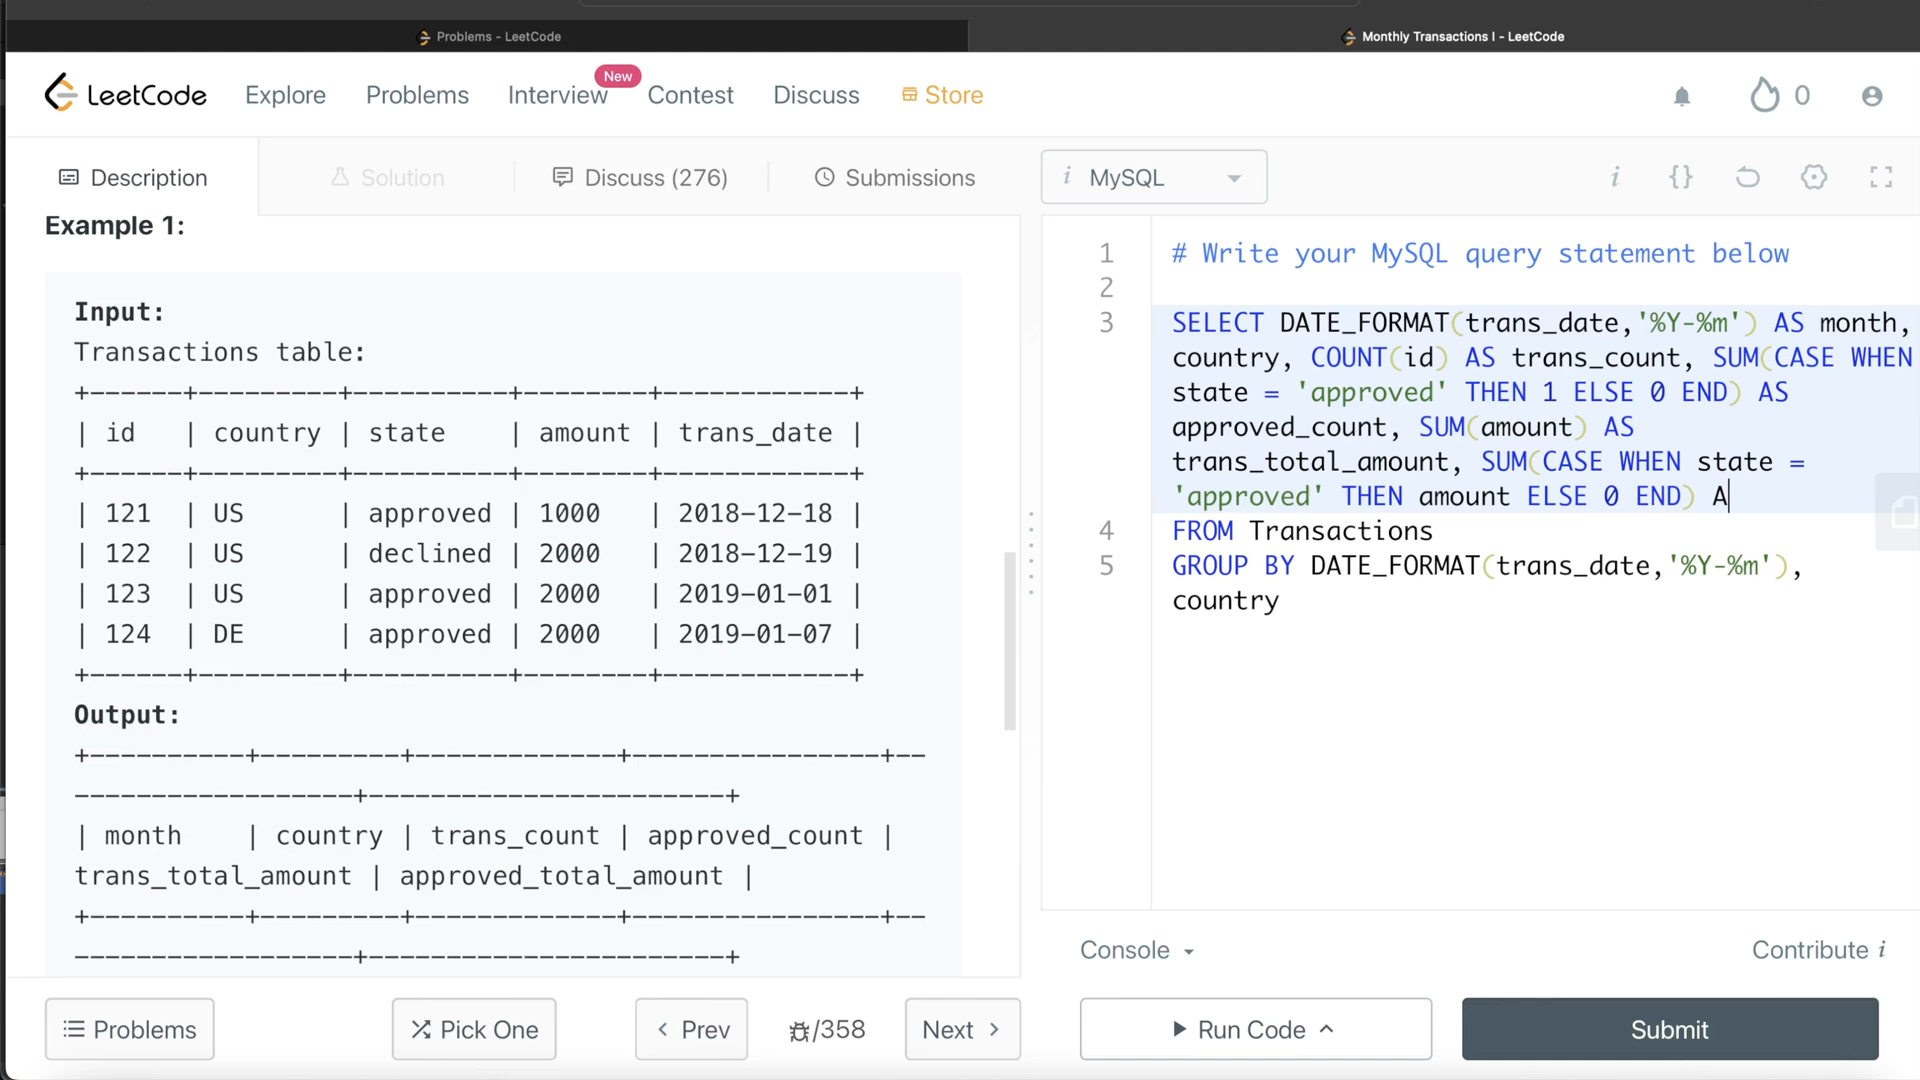 Problems - LeetCode
Monthly Transactions I - LeetCode
LeetCode
Explore
Problems
Interview
New
Contest
Discuss
Store
0
Description
Solution
Discuss (276)
Submissions
i MySQL
i {}
Example 1:
Input:
Transactions table:
+------+---------+----------+--------+------------+
| id | country | state | amount | trans_date |
+------+---------+----------+--------+------------+
| 121 | US | approved | 1000 | 2018-12-18 |
| 122 | US | declined | 2000 | 2018-12-19 |
| 123 | US | approved | 2000 | 2019-01-01 |
| 124 | DE | approved | 2000 | 2019-01-07 |
+------+---------+----------+--------+------------+
Output:
+----------+---------+-------------+----------------+--
------------------+-----------------------+
| month | country | trans_count | approved_count |
trans_total_amount | approved_total_amount |
+----------+---------+-------------+----------------+--
------------------+-----------------------+
1 # Write your MySQL query statement below
2
3 SELECT DATE_FORMAT(trans_date,'%Y-%m') AS month,
country, COUNT(id) AS trans_count, SUM(CASE WHEN
state = 'approved' THEN 1 ELSE 0 END) AS
approved_count, SUM(amount) AS
trans_total_amount, SUM(CASE WHEN state =
'approved' THEN amount ELSE 0 END) A
4 FROM Transactions
5 GROUP BY DATE_FORMAT(trans_date,'%Y-%m'),
country
Console
Contribute i
Problems
Pick One
Prev
/358
Next
Run Code
Submit